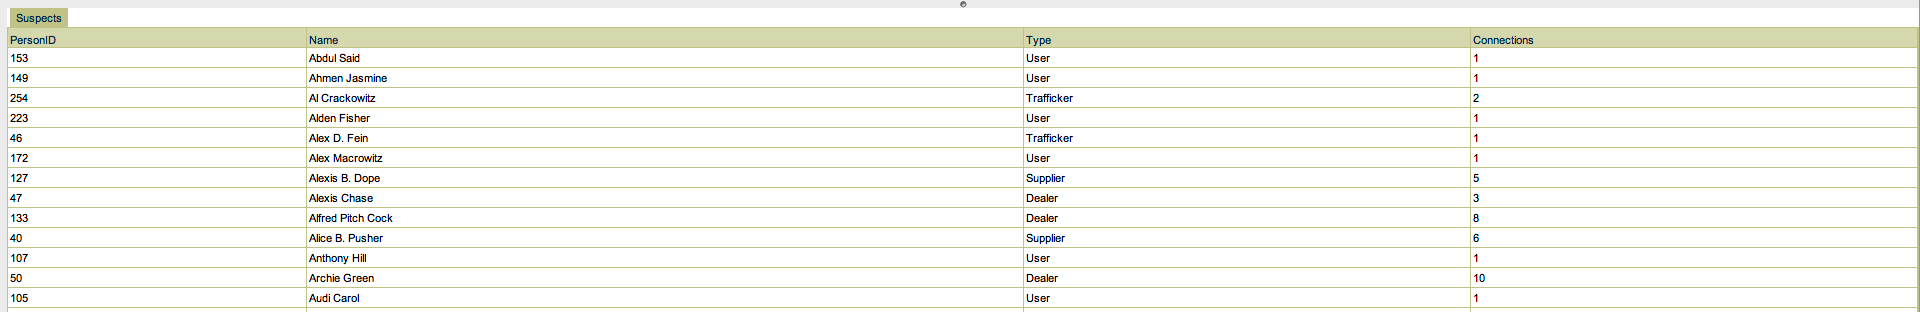 Suspects
PersonID Name Type Connections
153 Abdul Said User 1
149 Ahmen Jasmine User 1
254 Al Crackowitz Trafficker 2
223 Alden Fisher User 1
46 Alex D. Fein Trafficker 1
172 Alex Macrowitz User 1
127 Alexis B. Dope Supplier 5
47 Alexis Chase Dealer 3
133 Alfred Pitch Cock Dealer 8
40 Alice B. Pusher Supplier 6
107 Anthony Hill User 1
50 Archie Green Dealer 10
105 Audi Carol User 1